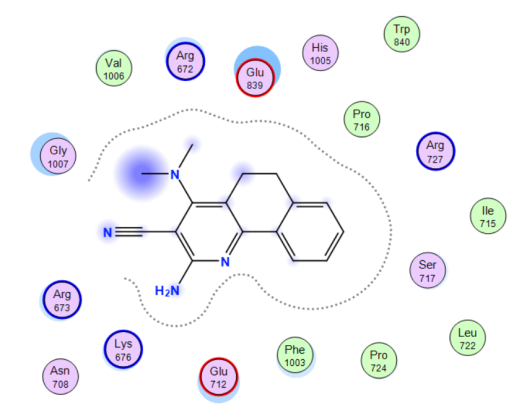 Trp
840
Arg
672
His
1005
Val
1006
Glu
839
Pro
716
Arg
727
Gly
1007
N
N
Ile
715
N
Ser
717
H₂N
Arg
673
Lys
676
Leu
722
Phe
1003
Pro
724
Asn
708
Glu
712